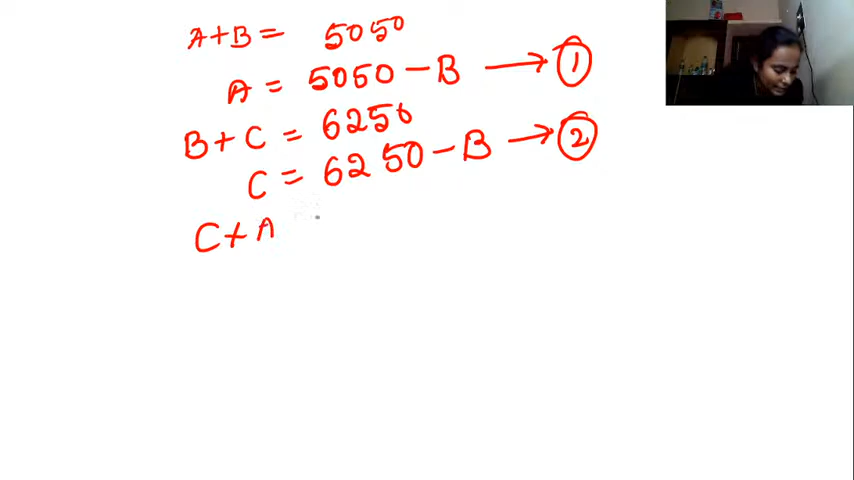 A+B = 5050
A = 5050 - B → 1
B + C = 6250
C = 6250 - B → 2
C + A